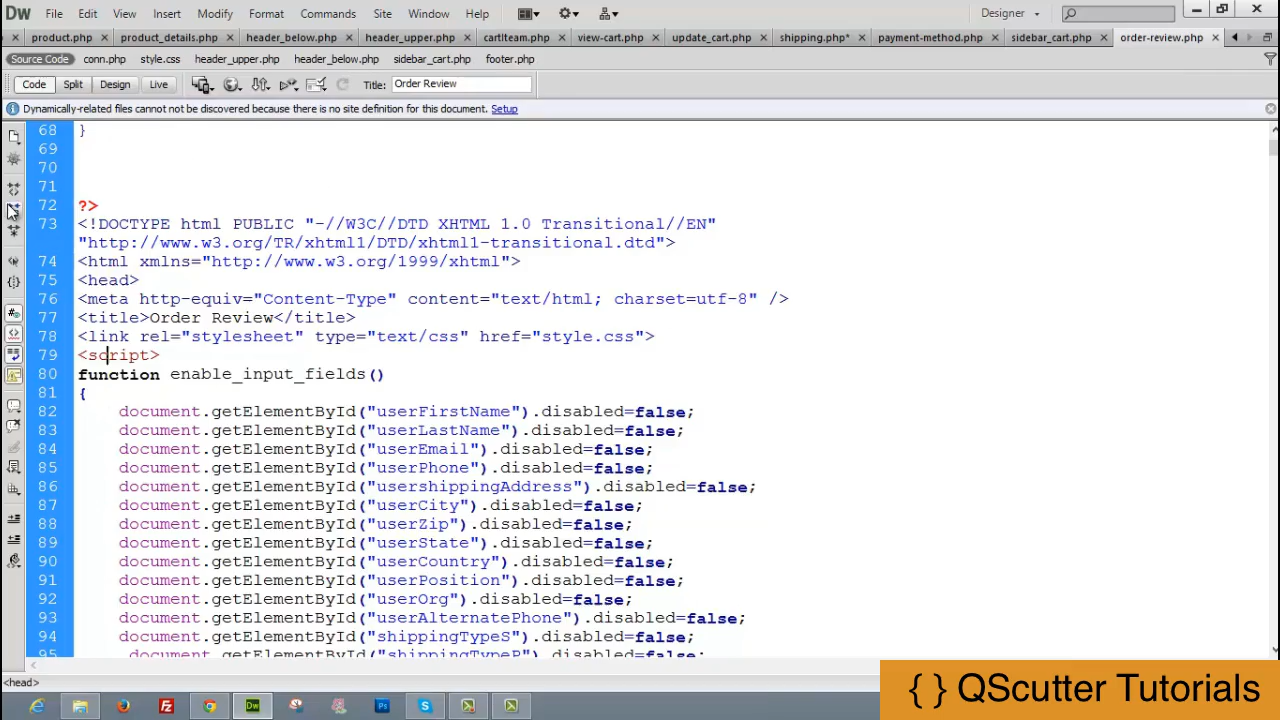 Dw File Edit View Insert Modify Format Commands Site Window Help Designer
product.php product_details.php header_below.php header_upper.php cartIteam.php view-cart.php update_cart.php shipping.php* payment-method.php sidebar_cart.php order-review.php
Source Code conn.php style.css header_upper.php header_below.php sidebar_cart.php footer.php
Code Split Design Live Title: Order Review
Dynamically-related files cannot not be discovered because there is no site definition for this document. Setup
68 }
69
70
71
72 ?>
73 <!DOCTYPE html PUBLIC "-//W3C//DTD XHTML 1.0 Transitional//EN"
"http://www.w3.org/TR/xhtml1/DTD/xhtml1-transitional.dtd">
74 <html xmlns="http://www.w3.org/1999/xhtml">
75 <head>
76 <meta http-equiv="Content-Type" content="text/html; charset=utf-8" />
77 <title>Order Review</title>
78 <link rel="stylesheet" type="text/css" href="style.css">
79 <script>
80 function enable_input_fields()
81 {
82 document.getElementById("userFirstName").disabled=false;
83 document.getElementById("userLastName").disabled=false;
84 document.getElementById("userEmail").disabled=false;
85 document.getElementById("userPhone").disabled=false;
86 document.getElementById("usershippingAddress").disabled=false;
87 document.getElementById("userCity").disabled=false;
88 document.getElementById("userZip").disabled=false;
89 document.getElementById("userState").disabled=false;
90 document.getElementById("userCountry").disabled=false;
91 document.getElementById("userPosition").disabled=false;
92 document.getElementById("userOrg").disabled=false;
93 document.getElementById("userAlternatePhone").disabled=false;
94 document.getElementById("shippingTypeS").disabled=false;
95 document.getElementById("shippingTypeP").disabled=false;
<head>
{ } QScutter Tutorials